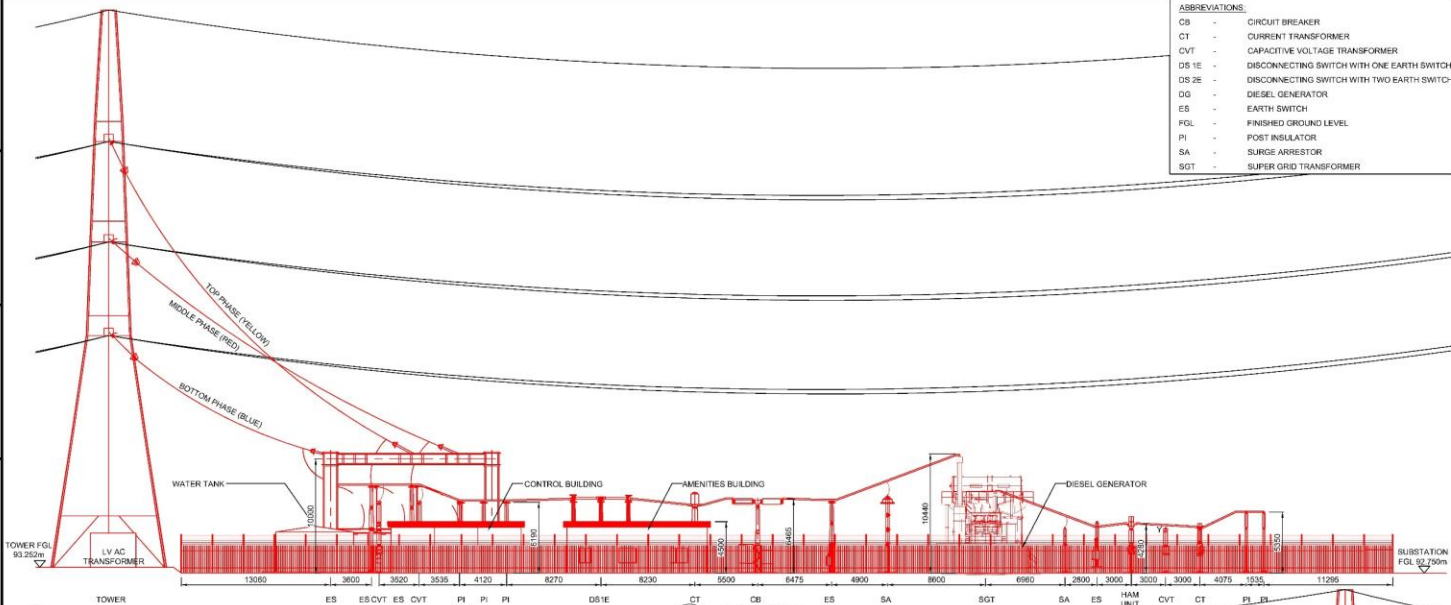 ABBREVIATIONS:
CB - CIRCUIT BREAKER
CT - CURRENT TRANSFORMER
CVT - CAPACITIVE VOLTAGE TRANSFORMER
DS 1E - DISCONNECTING SWITCH WITH ONE EARTH SWITCH
DS 2E - DISCONNECTING SWITCH WITH TWO EARTH SWITCH
DG - DIESEL GENERATOR
ES - EARTH SWITCH
FGL - FINISHED GROUND LEVEL
PI - POST INSULATOR
SA - SURGE ARRESTOR
SGT - SUPER GRID TRANSFORMER
TOP PHASE (YELLOW)
MIDDLE PHASE (RED)
BOTTOM PHASE (BLUE)
WATER TANK
CONTROL BUILDING
AMENITIES BUILDING
DIESEL GENERATOR
10000
6190
4500
6465
10440
4280
5350
TOWER FGL
93.252m
LV AC
TRANSFORMER
SUBSTATION
FGL 92.750m
13060 3600 3520 3535 4120 8270 8230 5500 6475 4900 8600 6960 2600 3000 3000 3000 4075 1535 11295
TOWER ES ES CVT ES CVT PI PI PI DS1E CT CB ES SA SGT SA ES HAM UNIT CVT CT PI PI